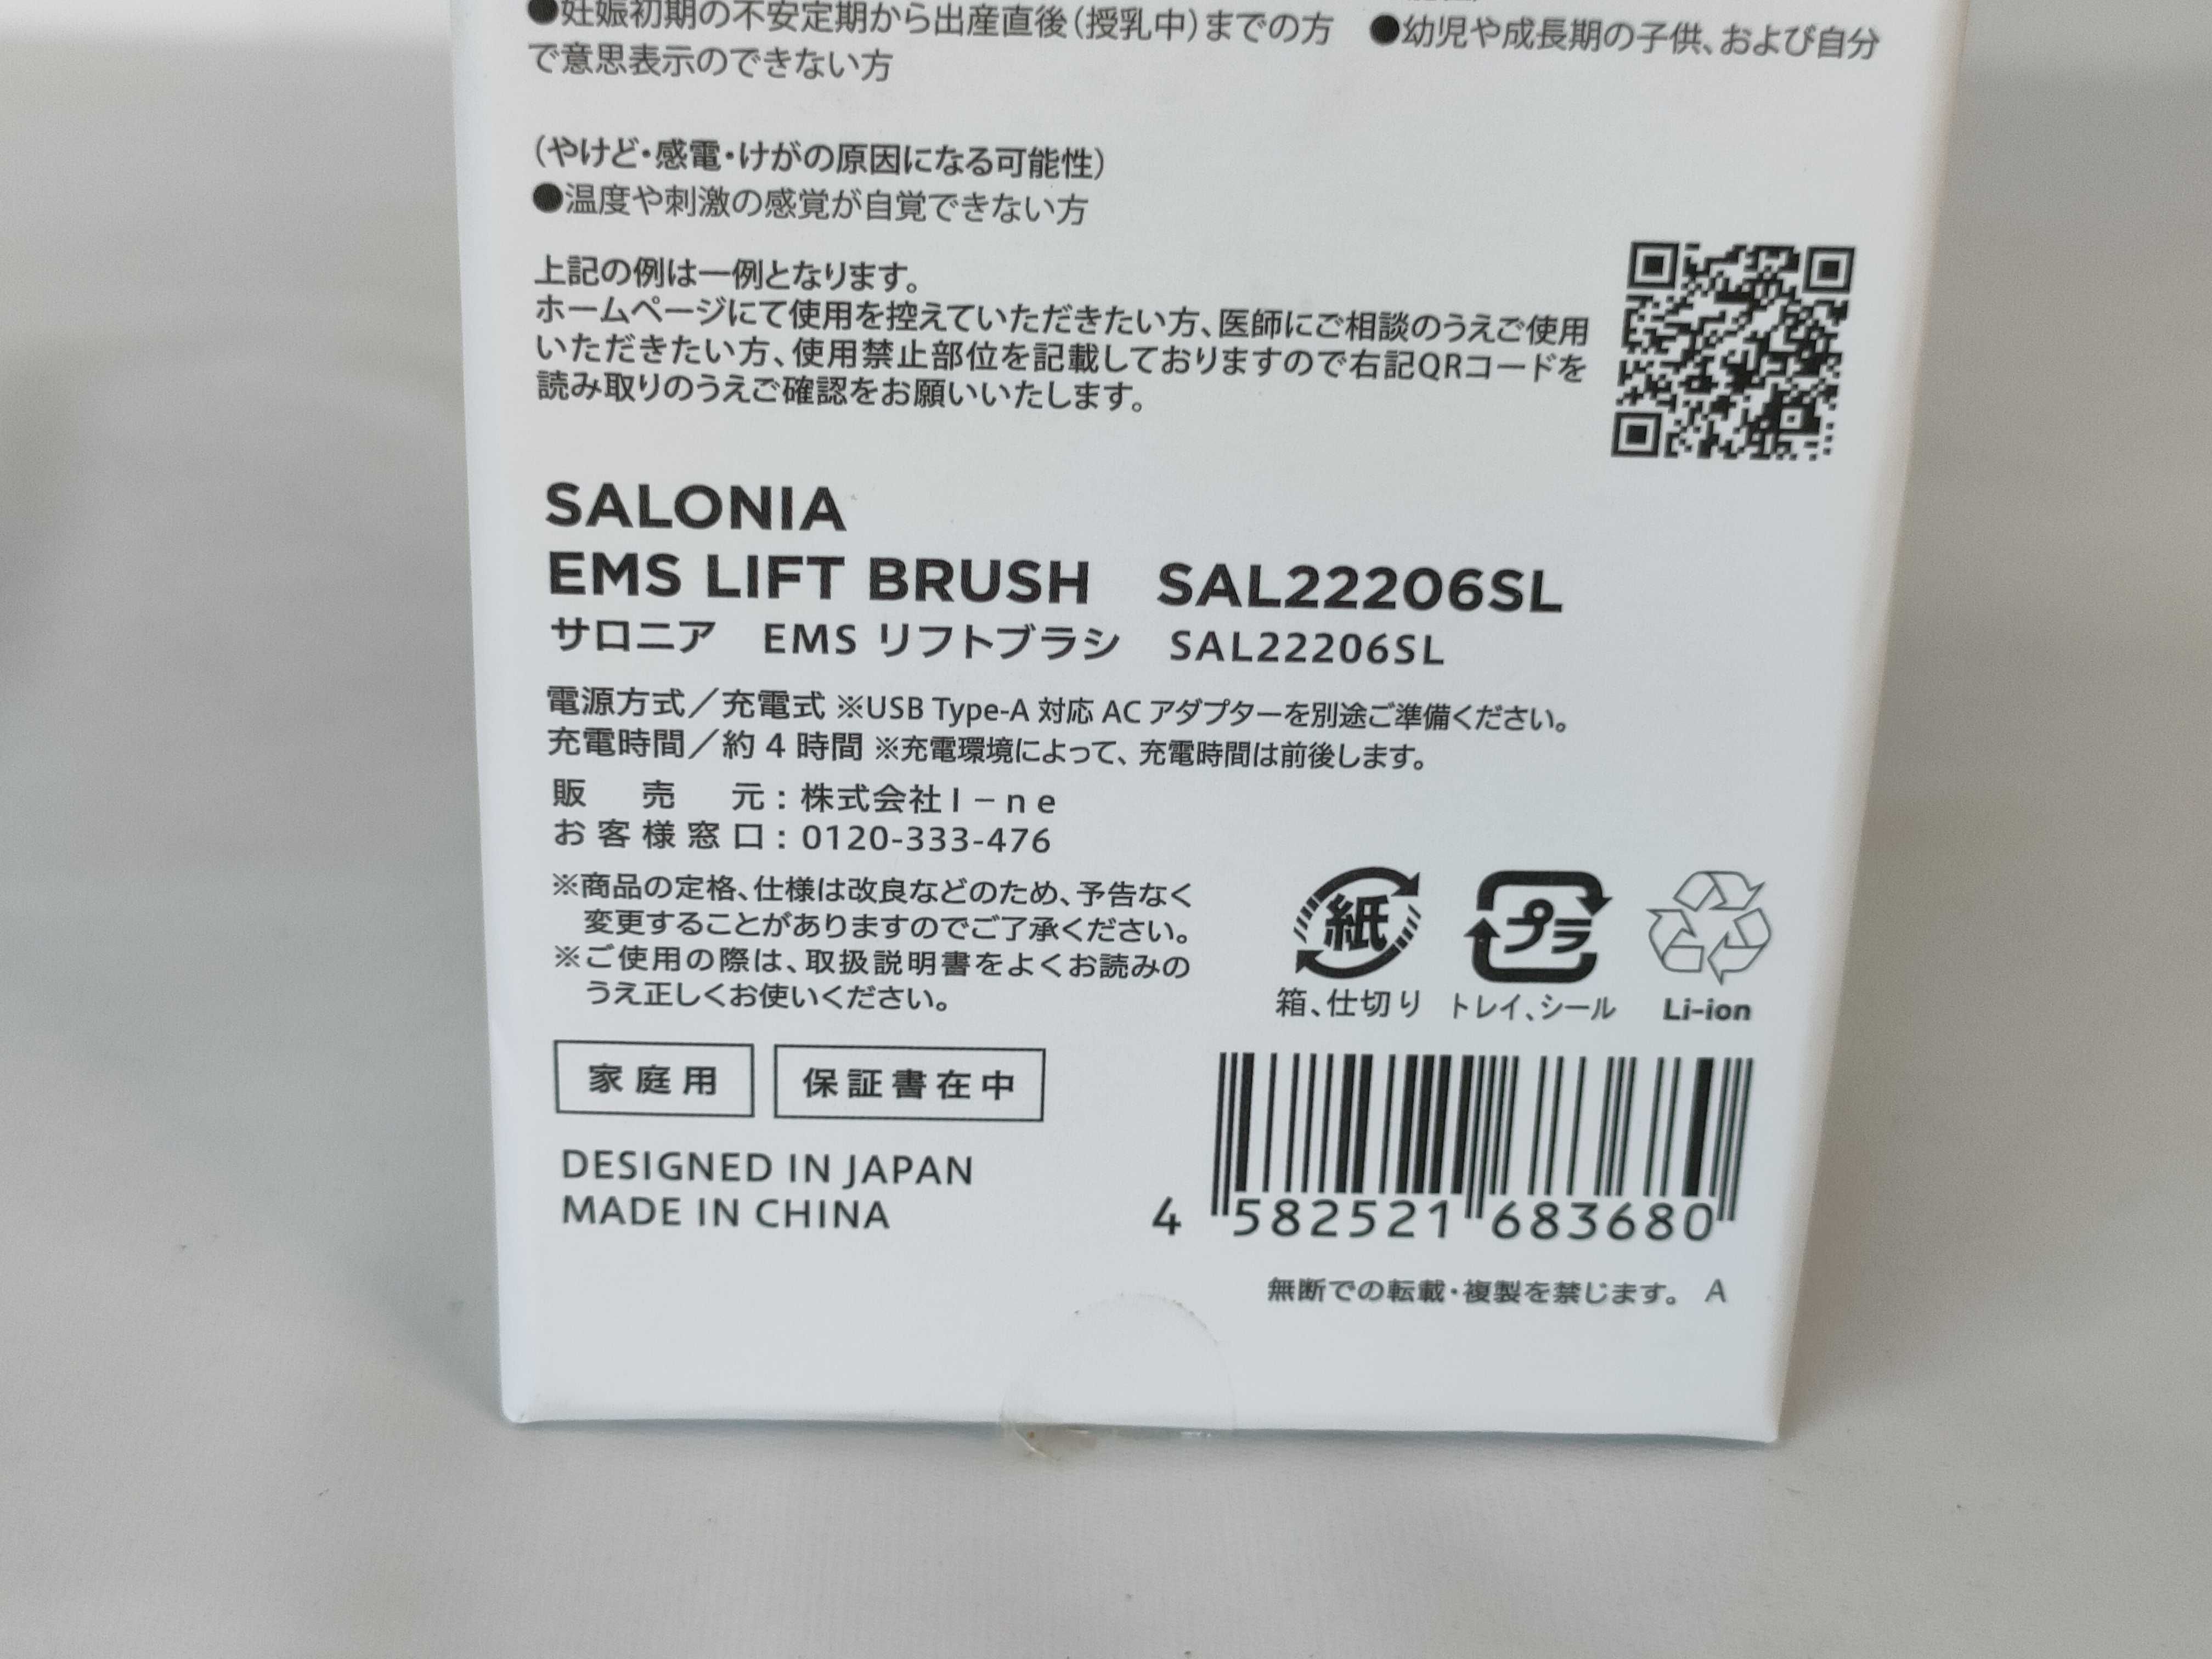 ●妊娠初期の不安定期から出産直後(授乳中)までの方 ●幼児や成長期の子供、および自分
で意思表示のできない方
(やけど・感電・けがの原因になる可能性)
●温度や刺激の感覚が自覚できない方
上記の例は一例となります。
ホームページにて使用を控えていただきたい方、医師にご相談のうえご使用
いただきたい方、使用禁止部位を記載しておりますので右記QRコードを
読み取りのうえご確認をお願いいたします。
SALONIA
EMS LIFT BRUSH SAL22206SL
サロニア EMS リフトブラシ SAL22206SL
電源方式／充電式 ※USB Type-A 対応 AC アダプターを別途ご準備ください。
充電時間／約 4 時間 ※充電環境によって、充電時間は前後します。
販売元：株式会社I－ne
お客様窓口：0120-333-476
※商品の定格、仕様は改良などのため、予告なく
変更することがありますのでご了承ください。
※ご使用の際は、取扱説明書をよくお読みの
うえ正しくお使いください。
紙 プラ
箱、仕切り トレイ、シール Li-ion
家庭用 保証書在中
DESIGNED IN JAPAN
MADE IN CHINA
4 582521 683680
無断での転載・複製を禁じます。 A